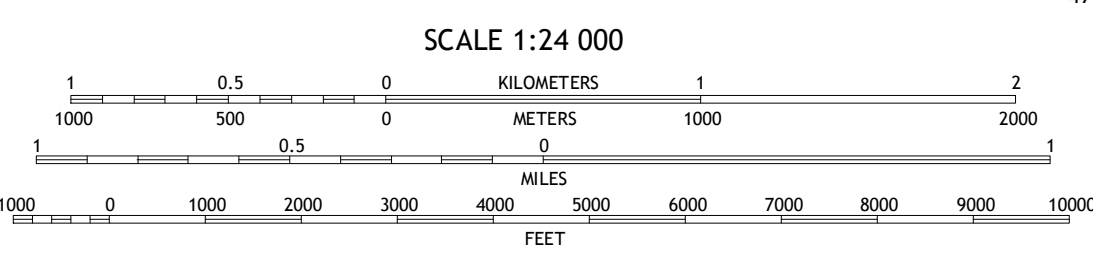 SCALE 1:24 000
1 0.5 0 KILOMETERS 1 2
1000 500 0 METERS 1000 2000
1 0.5 0 1
MILES
1000 0 1000 2000 3000 4000 5000 6000 7000 8000 9000 10000
FEET